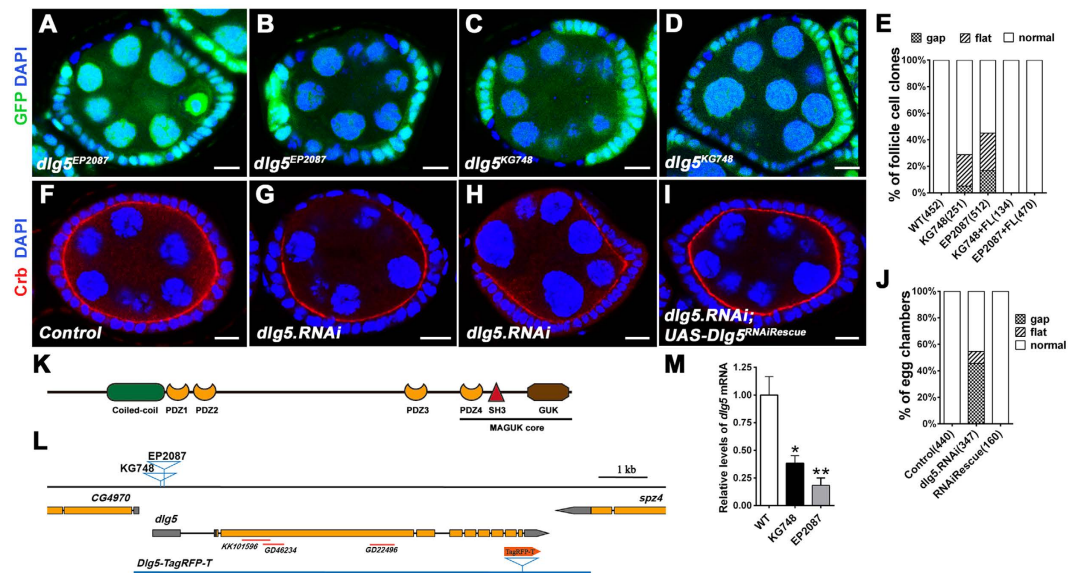 A
B
C
D
GFP DAPI
dlg5EP2087
dlg5EP2087
dlg5KG748
dlg5KG748
E
gap flat normal
% of follicle cell clones
100%
80%
60%
40%
20%
0%
WT(452)
KG748(251)
EP2087(512)
KG748+FL(134)
EP2087+FL(470)
F
G
H
I
Crb DAPI
Control
dlg5.RNAi
dlg5.RNAi
dlg5.RNAi;
UAS-Dlg5RNAiRescue
J
% of egg chambers
100%
80%
60%
40%
20%
0%
gap
flat
normal
Control(440)
dlg5.RNAi(347)
RNAiRescue(160)
K
Coiled-coil PDZ1 PDZ2 PDZ3 PDZ4 SH3 GUK
MAGUK core
L
EP2087
KG748
1 kb
CG4970
spz4
dlg5
KK101596
GD46234
GD22496
TagRFP-T
Dlg5-TagRFP-T
M
Relative levels of dlg5 mRNA
1.25
1.00
0.75
0.50
0.25
0.00
*
**
WT
KG748
EP2087